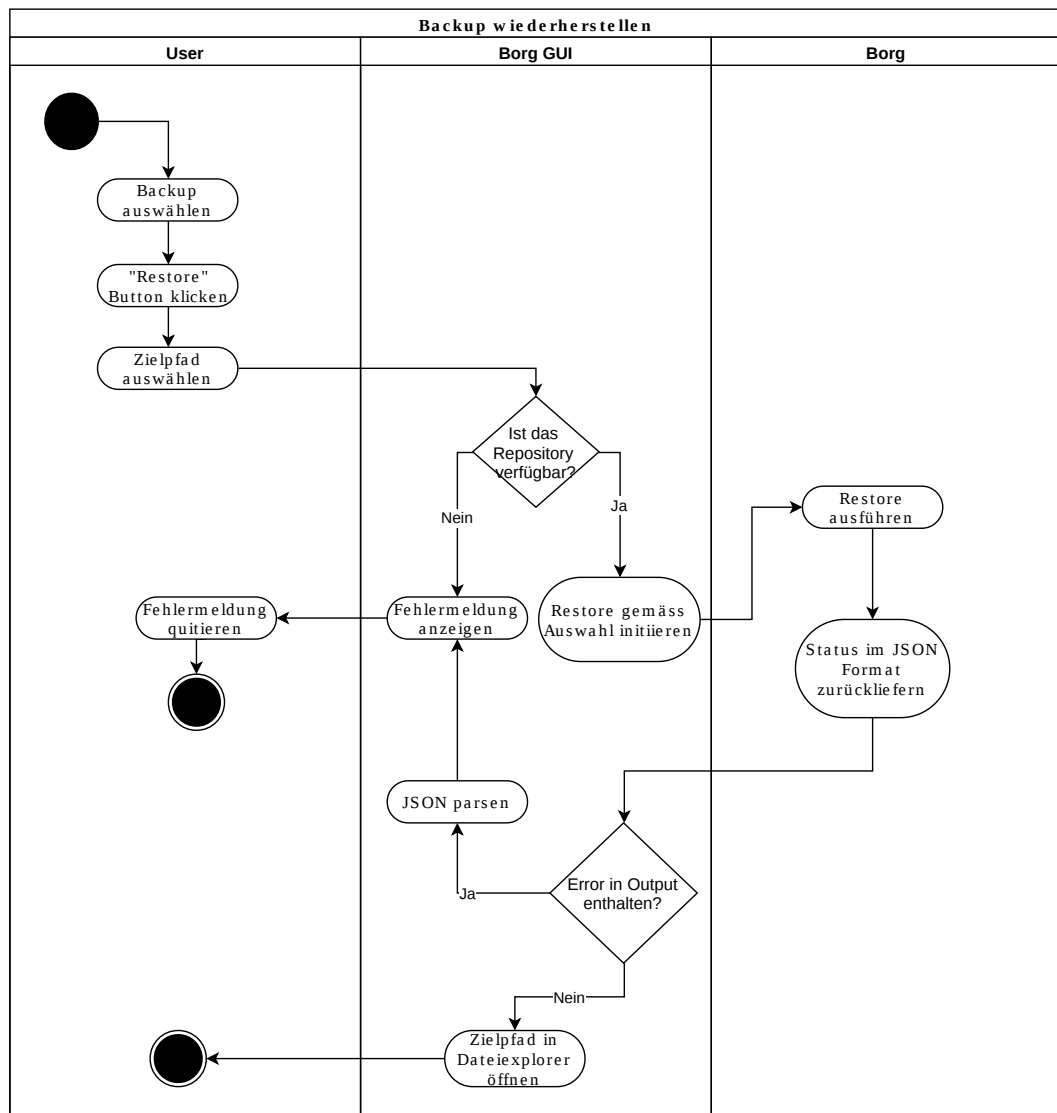 Backup wiederherstellen
User
Borg GUI
Borg
Backup
auswählen
"Restore"
Button klicken
Zielpfad
auswählen
Ist das
Repository
verfügbar?
Nein
Ja
Restore
ausführen
Fehlermeldung
quitieren
Fehlermeldung
anzeigen
Restore gemäss
Auswahl initiieren
Status im JSON
Format
zurückliefern
JSON parsen
Ja
Error in Output
enthalten?
Nein
Zielpfad in
Dateiexplorer
öffnen